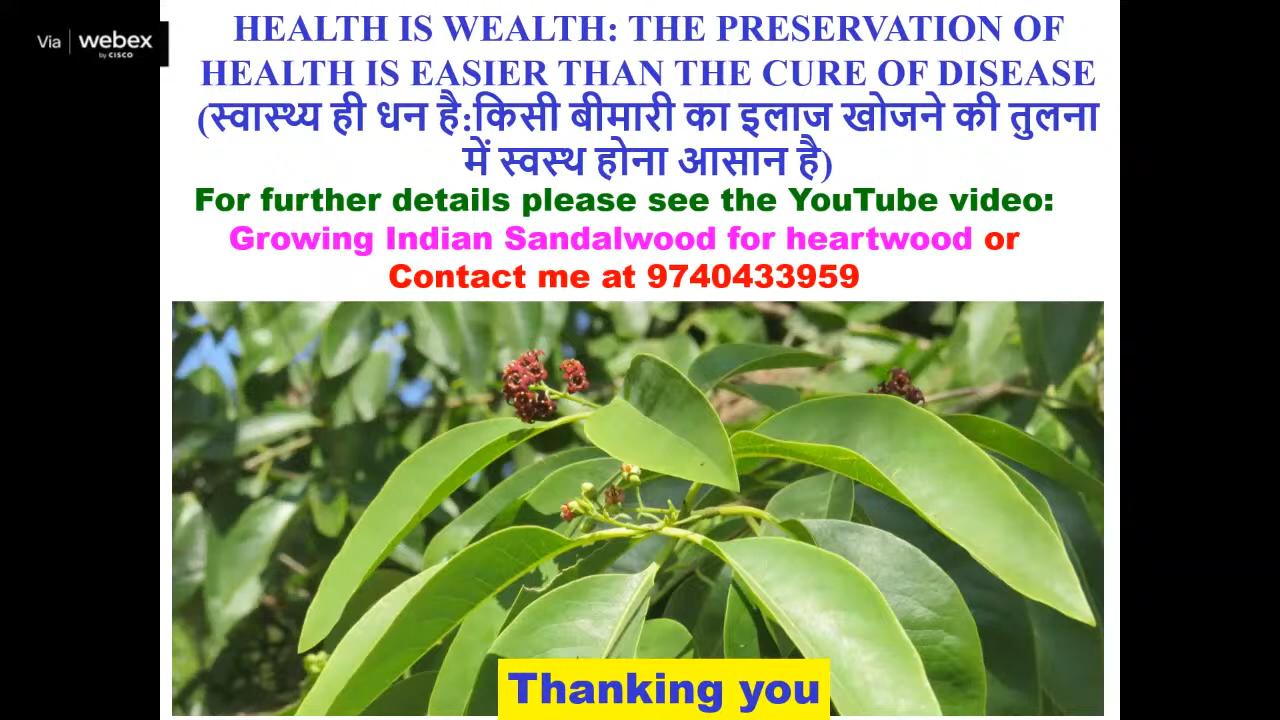 Via webex
by CISCO
HEALTH IS WEALTH: THE PRESERVATION OF
HEALTH IS EASIER THAN THE CURE OF DISEASE
(स्वास्थ्य ही धन है:किसी बीमारी का इलाज खोजने की तुलना
में स्वस्थ होना आसान है)
For further details please see the YouTube video:
Growing Indian Sandalwood for heartwood or
Contact me at 9740433959
Thanking you